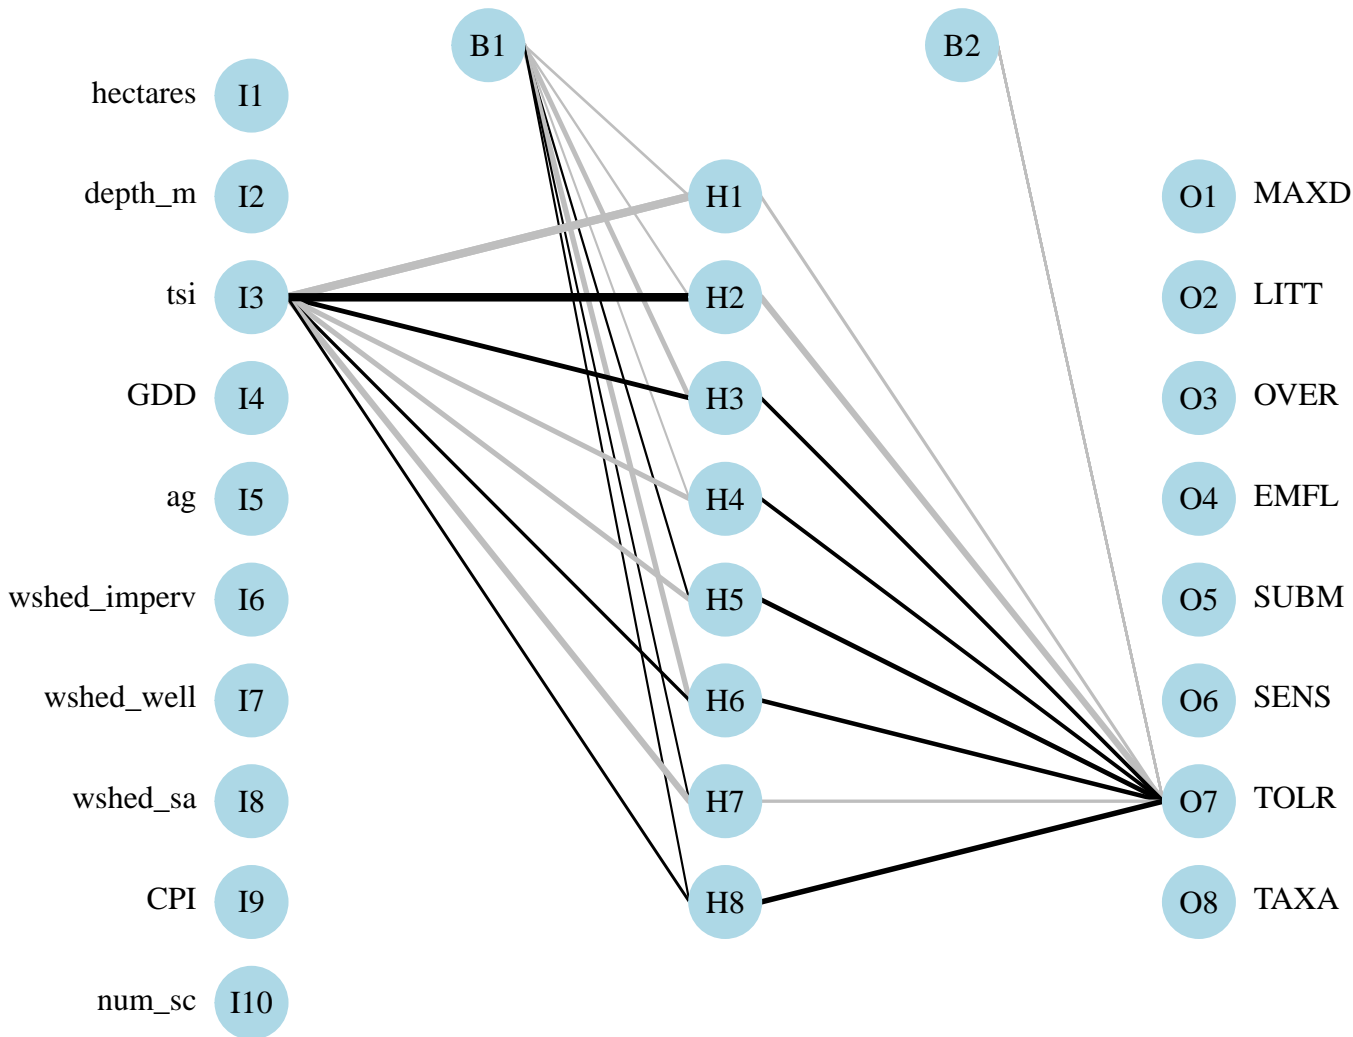 B1 B2
hectares I1
depth_m I2 H1 O1 MAXD
tsi I3 H2 O2 LITT
GDD I4 H3 O3 OVER
ag I5 H4 O4 EMFL
wshed_imperv I6 H5 O5 SUBM
wshed_well I7 H6 O6 SENS
wshed_sa I8 H7 O7 TOLR
CPI I9 H8 O8 TAXA
num_sc I10